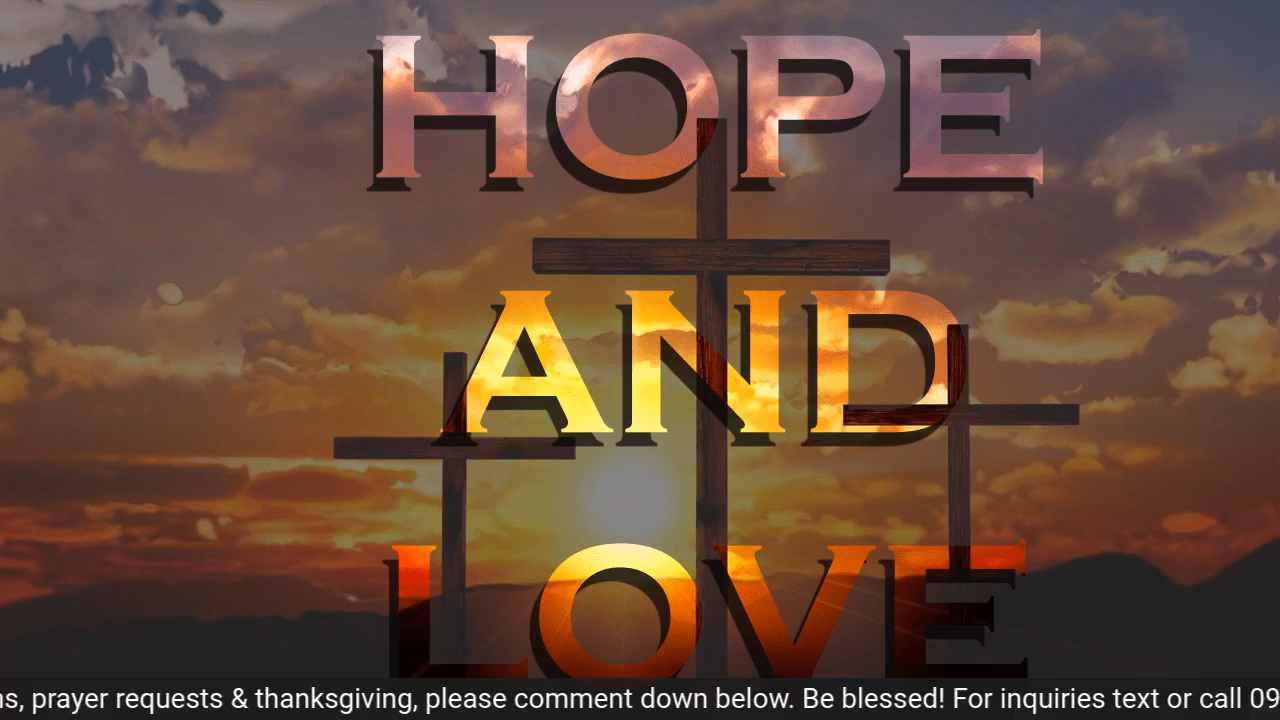 HOPE
AND
LOVE
prayer requests & thanksgiving, please comment down below. Be blessed! For inquiries text or call 09